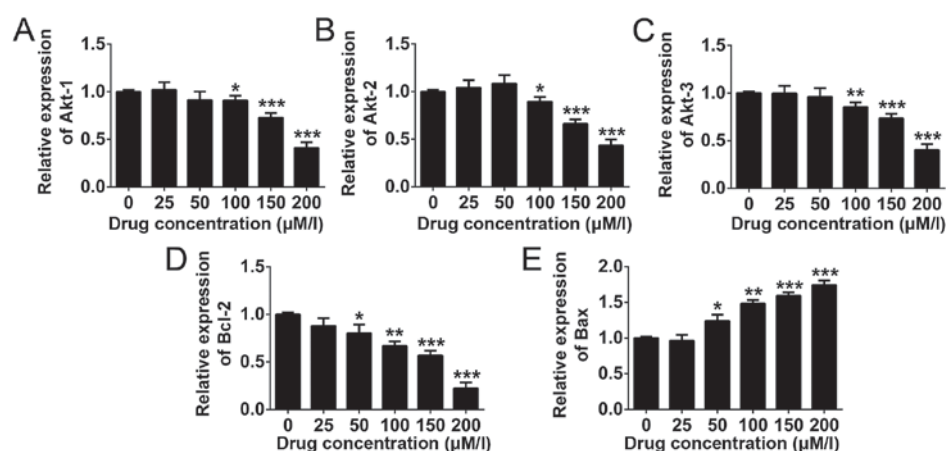 A
Relative expression
of Akt-1
1.5
1.0
0.5
0.0
* *** ***
0 25 50 100 150 200
Drug concentration (µM/l)
B
Relative expression
of Akt-2
1.5
1.0
0.5
0.0
* *** ***
0 25 50 100 150 200
Drug concentration (µM/l)
C
Relative expression
of Akt-3
1.5
1.0
0.5
0.0
** *** ***
0 25 50 100 150 200
Drug concentration (µM/l)
D
Relative expression
of Bcl-2
1.5
1.0
0.5
0.0
* ** *** ***
0 25 50 100 150 200
Drug concentration (µM/l)
E
Relative expression
of Bax
2.0
1.5
1.0
0.5
0.0
* ** *** ***
0 25 50 100 150 200
Drug concentration (µM/l)